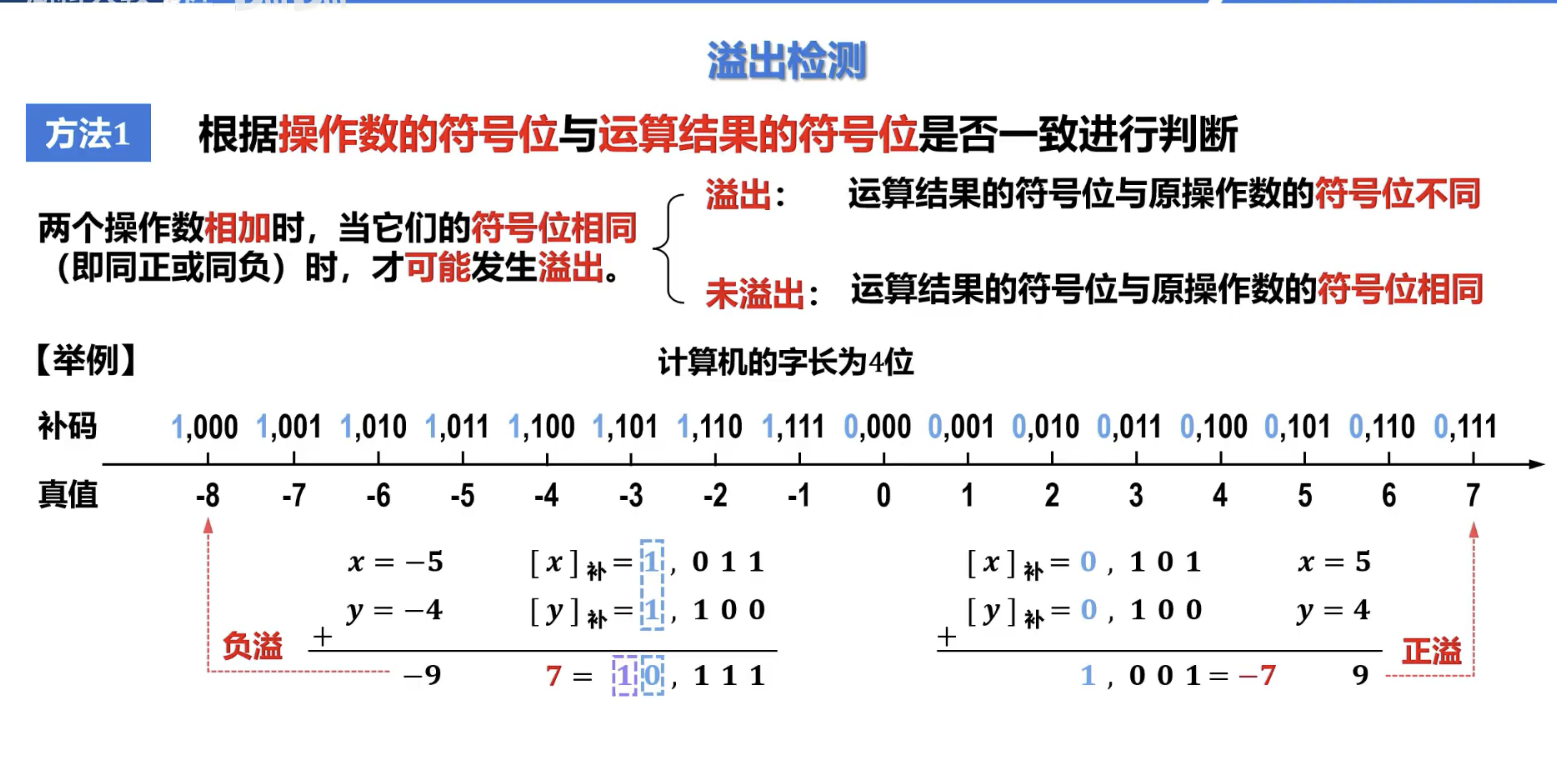 溢出检测
方法1 根据操作数的符号位与运算结果的符号位是否一致进行判断
两个操作数相加时，当它们的符号位相同
（即同正或同负）时，才可能发生溢出。
溢出： 运算结果的符号位与原操作数的符号位不同
未溢出： 运算结果的符号位与原操作数的符号位相同
【举例】 计算机的字长为4位
补码 1,000 1,001 1,010 1,011 1,100 1,101 1,110 1,111 0,000 0,001 0,010 0,011 0,100 0,101 0,110 0,111
真值 -8 -7 -6 -5 -4 -3 -2 -1 0 1 2 3 4 5 6 7
x = −5 [x]补 = 1, 0 1 1
y = −4 [y]补 = 1, 1 0 0
+
负溢
−9 7 = 1 0, 1 1 1
[x]补 = 0, 1 0 1 x = 5
[y]补 = 0, 1 0 0 y = 4
+
正溢
1, 0 0 1 = −7 9